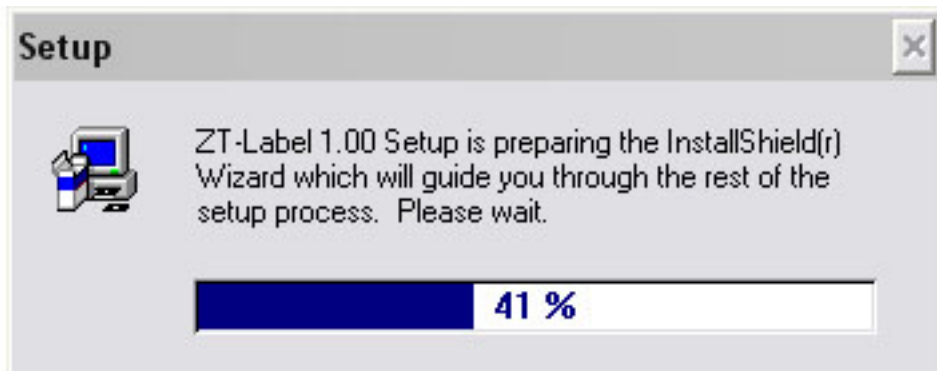 Setup
ZT-Label 1.00 Setup is preparing the InstallShield(r)
Wizard which will guide you through the rest of the
setup process.  Please wait.
41 %